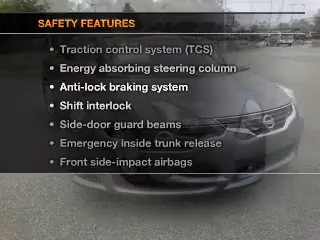 SAFETY FEATURES
• Traction control system (TCS)
• Energy absorbing steering column
• Anti-lock braking system
• Shift interlock
• Side-door guard beams
• Emergency inside trunk release
• Front side-impact airbags